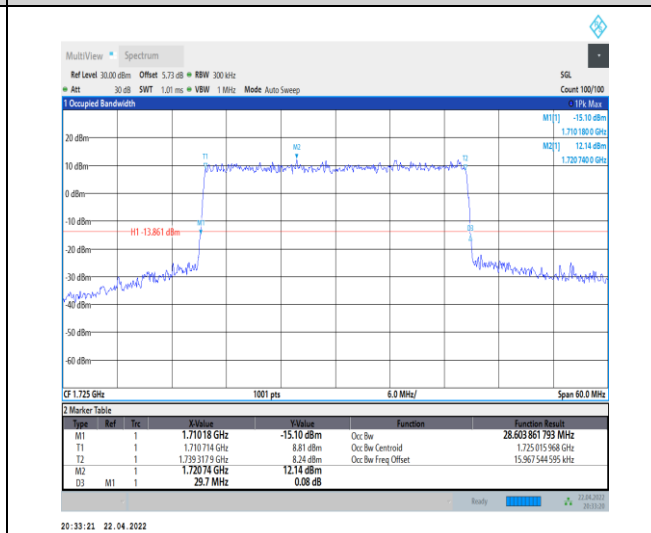 MultiView Spectrum
Ref Level 30.00 dBm Offset 5.73 dB RBW 300 kHz SGL
Att 30 dB SWT 1.01 ms VBW 1 MHz Mode Auto Sweep Count 100/100
1 Occupied Bandwidth 1Pk Max
M1[1] -15.10 dBm
1.710 180 0 GHz
M2[1] 12.14 dBm
1.720 740 0 GHz
20 dBm
T1 M2 T2
10 dBm
0 dBm
-10 dBm
M1 D3
H1 -13.861 dBm
-20 dBm
-30 dBm
-40 dBm
-50 dBm
-60 dBm
CF 1.725 GHz 1001 pts 6.0 MHz/ Span 60.0 MHz
2 Marker Table
Type Ref Trc X-Value Y-Value Function Function Result
M1 1 1.71018 GHz -15.10 dBm Occ Bw 28.603 861 793 MHz
T1 1 1.710 714 GHz 8.81 dBm Occ Bw Centroid 1.725 015 968 GHz
T2 1 1.739 317 9 GHz 8.24 dBm Occ Bw Freq Offset 15.967 544 595 kHz
M2 1 1.72074 GHz 12.14 dBm
D3 M1 1 29.7 MHz 0.08 dB
Ready 22.04.2022
20:33:20
20:33:21 22.04.2022